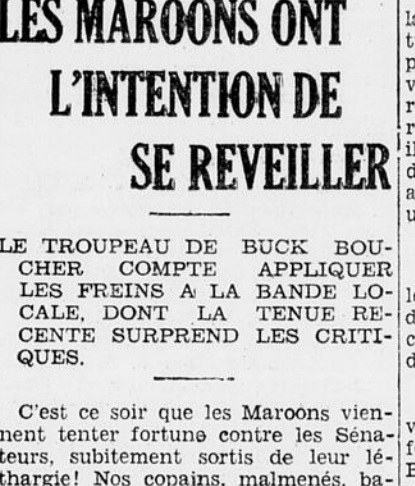 LES MAROONS ONT
L'INTENTION DE
SE REVEILLER
LE TROUPEAU DE BUCK BOU-
CHER COMPTE APPLIQUER
LES FREINS A LA BANDE LO-
CALE, DONT LA TENUE RE-
CENTE SURPREND LES CRITI-
QUES.
C'est ce soir que les Maroons vien-
nent tenter fortune contre les Séna-
teurs, subitement sortis de leur lé-
thargie! Nos copains, malmenés, ba-